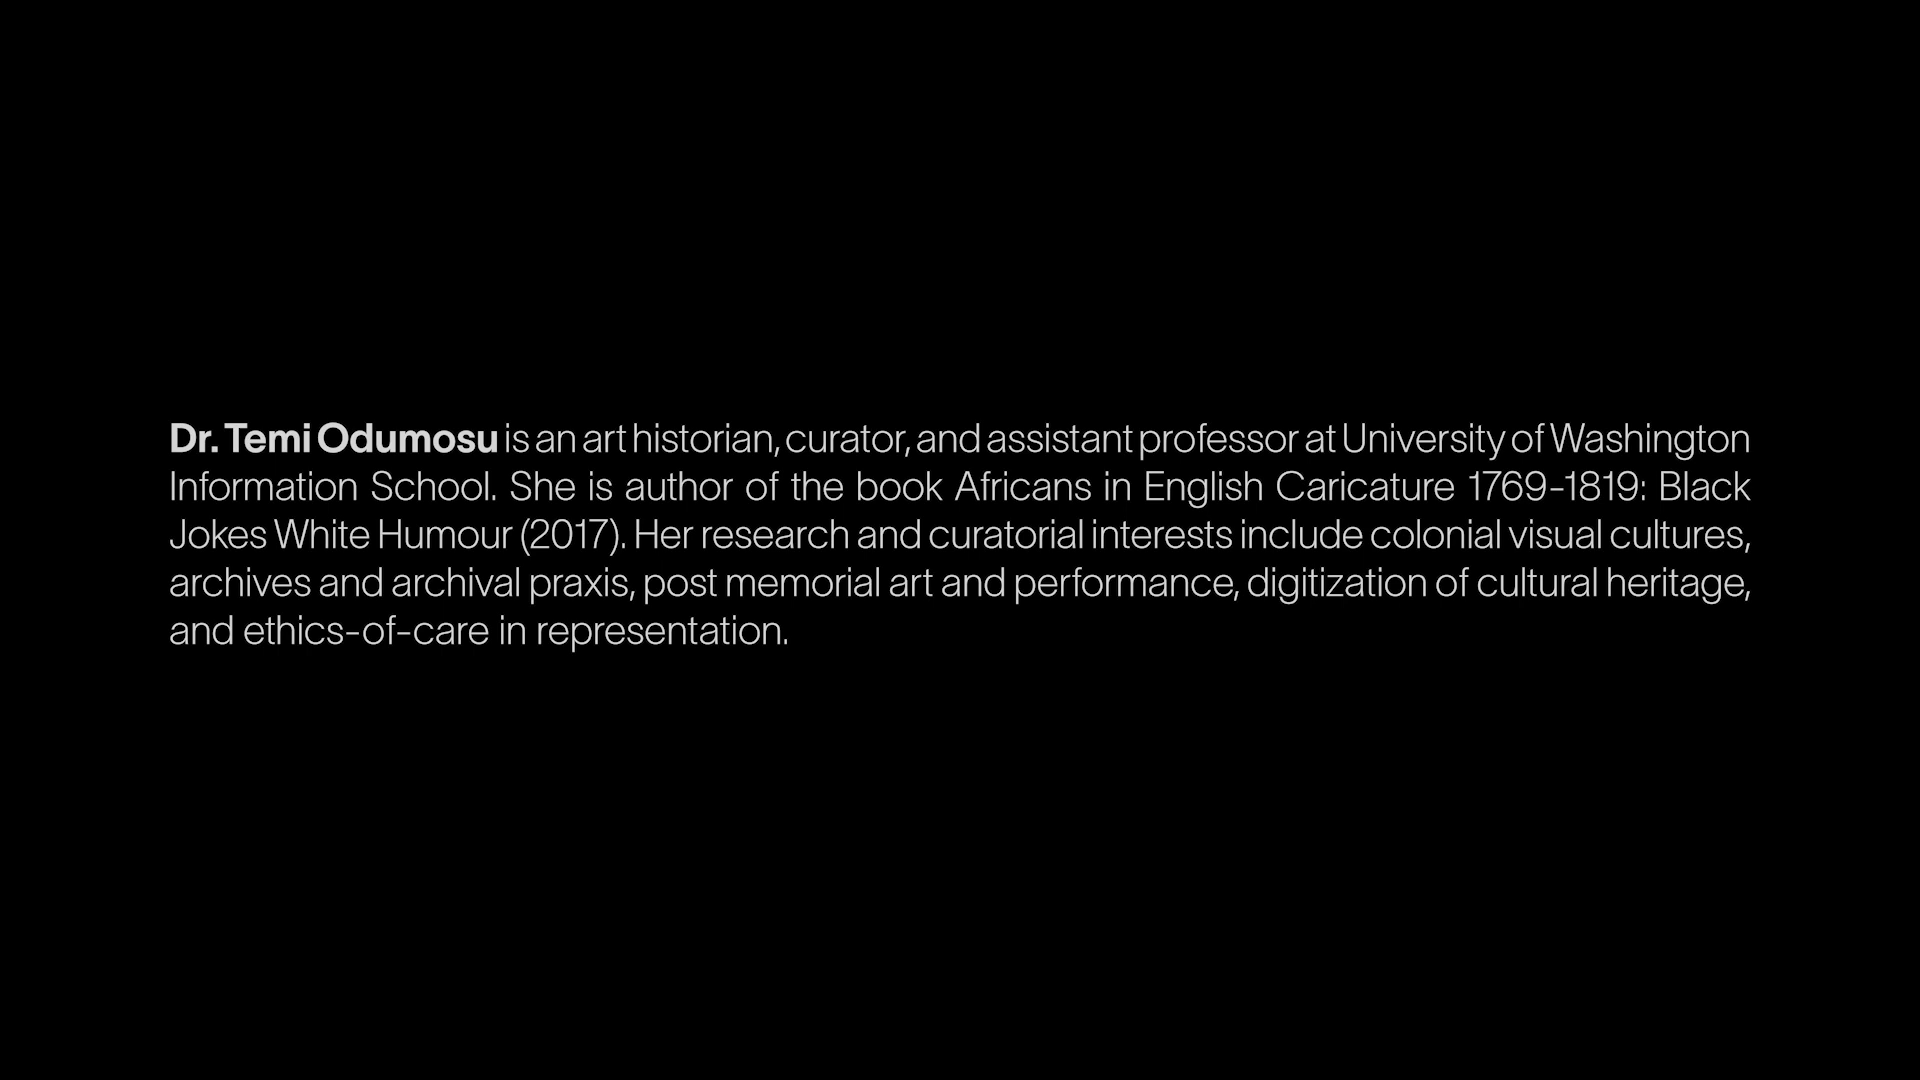 Dr. Temi Odumosu is an art historian, curator, and assistant professor at University of Washington
Information School. She is author of the book Africans in English Caricature 1769-1819: Black
Jokes White Humour (2017). Her research and curatorial interests include colonial visual cultures,
archives and archival praxis, post memorial art and performance, digitization of cultural heritage,
and ethics-of-care in representation.